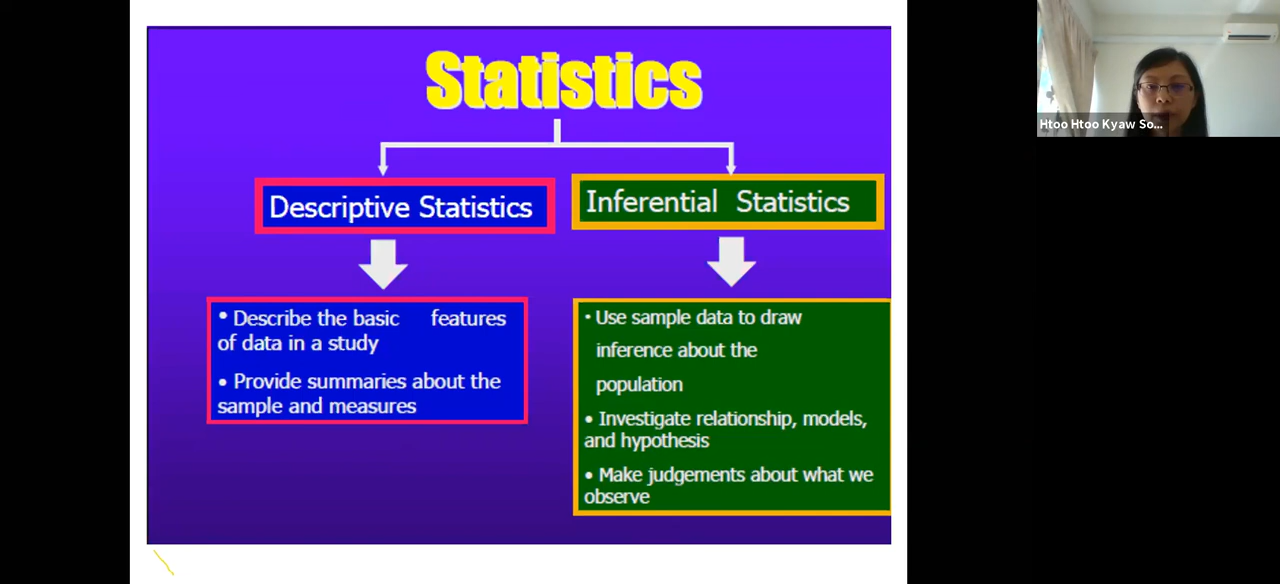 Statistics
Descriptive Statistics
Inferential Statistics
• Describe the basic features
of data in a study
• Provide summaries about the
sample and measures
• Use sample data to draw
inference about the
population
• Investigate relationship, models,
and hypothesis
• Make judgements about what we
observe
Htoo Htoo Kyaw So...